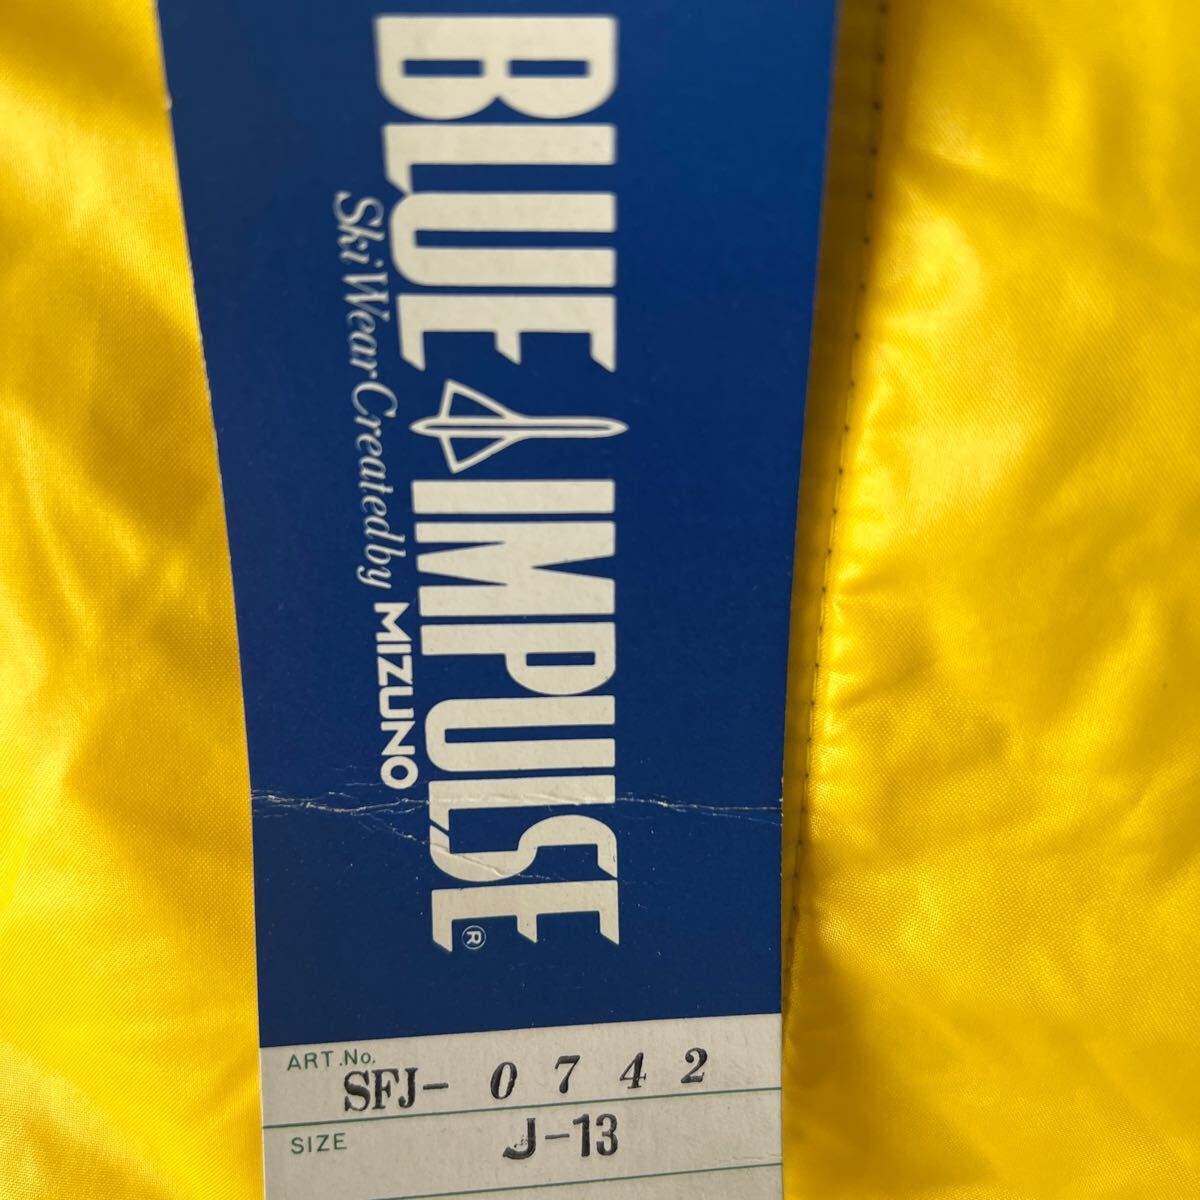 BLUE IMPULSE®
Ski Wear Created by MIZUNO
ART.No. SFJ- 0742
SIZE J-13